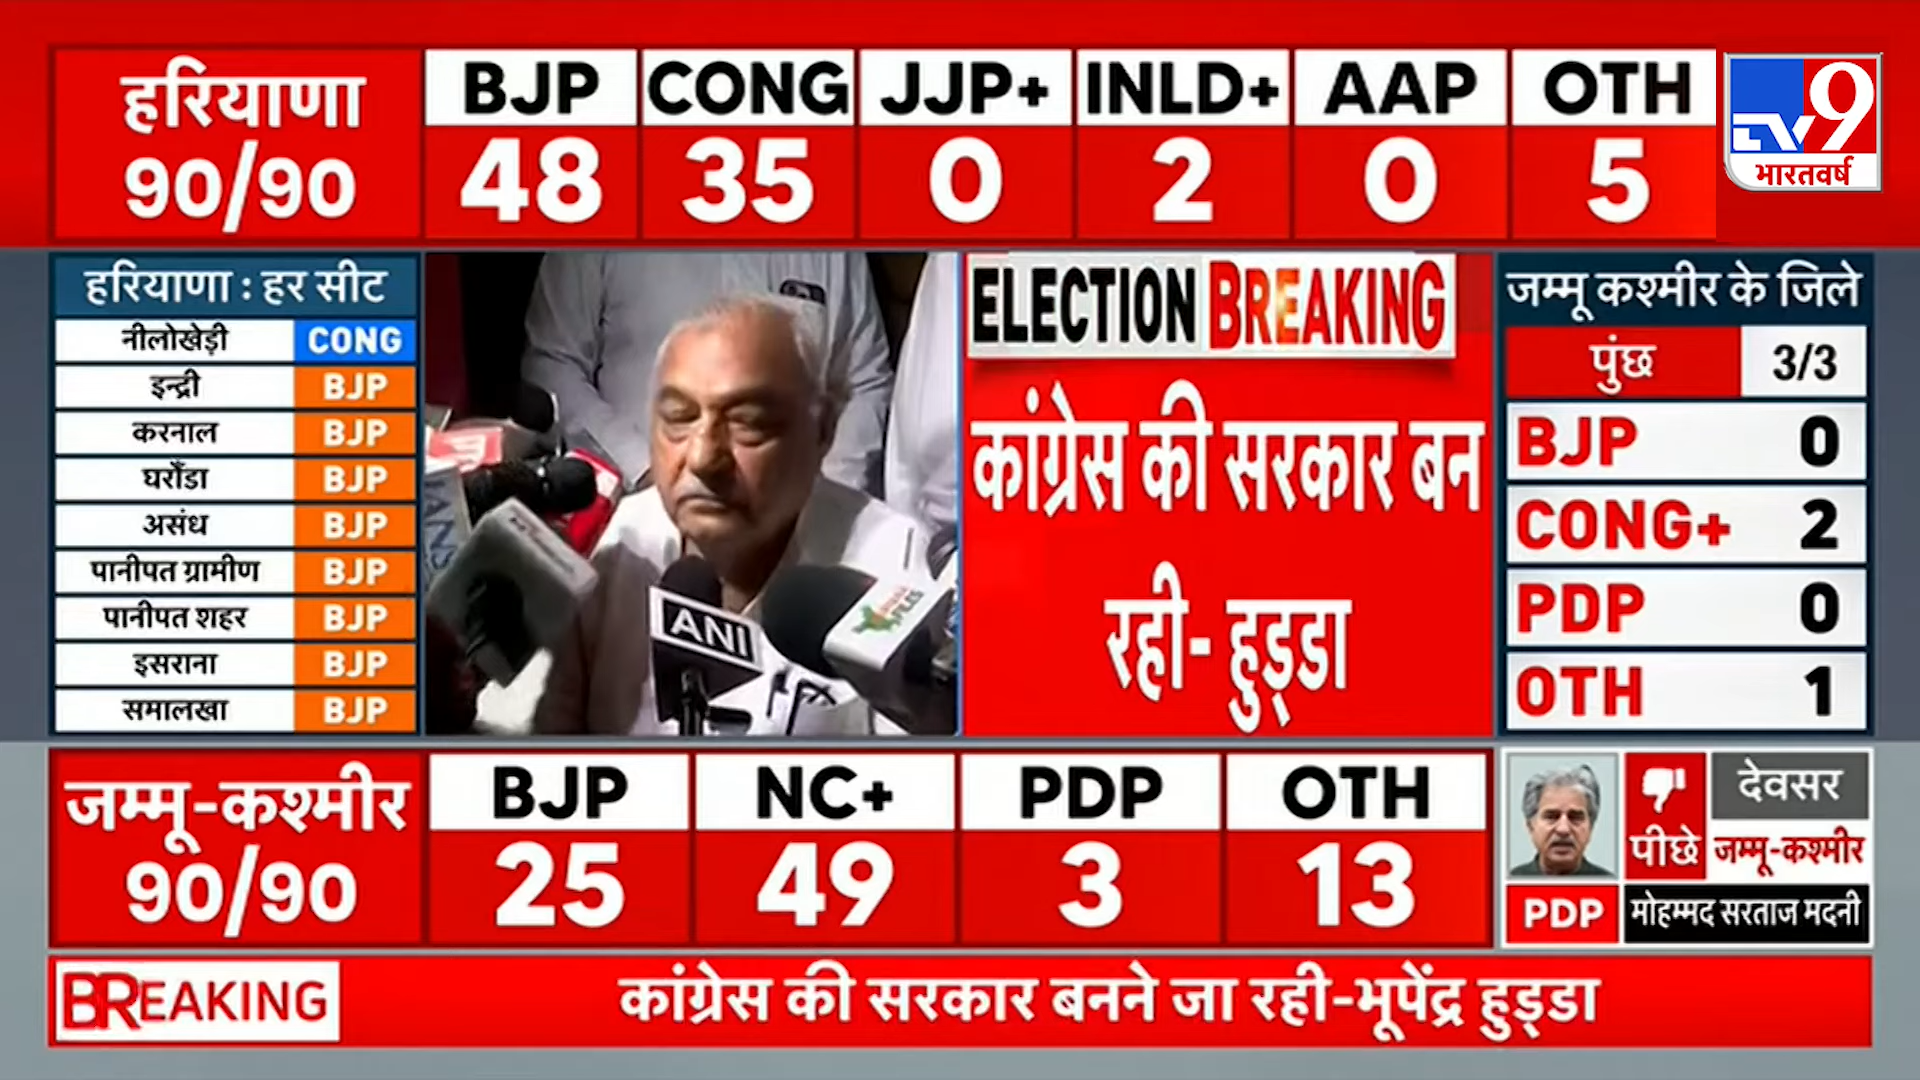 हरियाणा
90/90
BJP CONG JJP+ INLD+ AAP OTH
48 35 0 2 0 5
TV9
भारतवर्ष
हरियाणा : हर सीट
नीलोखेड़ी CONG
इन्द्री BJP
करनाल BJP
घरौंडा BJP
असंध BJP
पानीपत ग्रामीण BJP
पानीपत शहर BJP
इसराना BJP
समालखा BJP
IANS
ANI
FILES
ELECTION BREAKING
कांग्रेस की सरकार बन
रही- हुड्डा
जम्मू कश्मीर के जिले
पुंछ 3/3
BJP 0
CONG+ 2
PDP 0
OTH 1
जम्मू-कश्मीर
90/90
BJP NC+ PDP OTH
25 49 3 13
देवसर
पीछे जम्मू-कश्मीर
PDP मोहम्मद सरताज मदनी
BREAKING कांग्रेस की सरकार बनने जा रही-भूपेंद्र हुड्डा